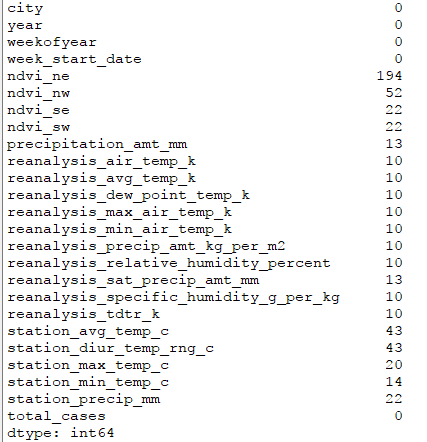 city 0
year 0
weekofyear 0
week_start_date 0
ndvi_ne 194
ndvi_nw 52
ndvi_se 22
ndvi_sw 22
precipitation_amt_mm 13
reanalysis_air_temp_k 10
reanalysis_avg_temp_k 10
reanalysis_dew_point_temp_k 10
reanalysis_max_air_temp_k 10
reanalysis_min_air_temp_k 10
reanalysis_precip_amt_kg_per_m2 10
reanalysis_relative_humidity_percent 10
reanalysis_sat_precip_amt_mm 13
reanalysis_specific_humidity_g_per_kg 10
reanalysis_tdtr_k 10
station_avg_temp_c 43
station_diur_temp_rng_c 43
station_max_temp_c 20
station_min_temp_c 14
station_precip_mm 22
total_cases 0
dtype: int64